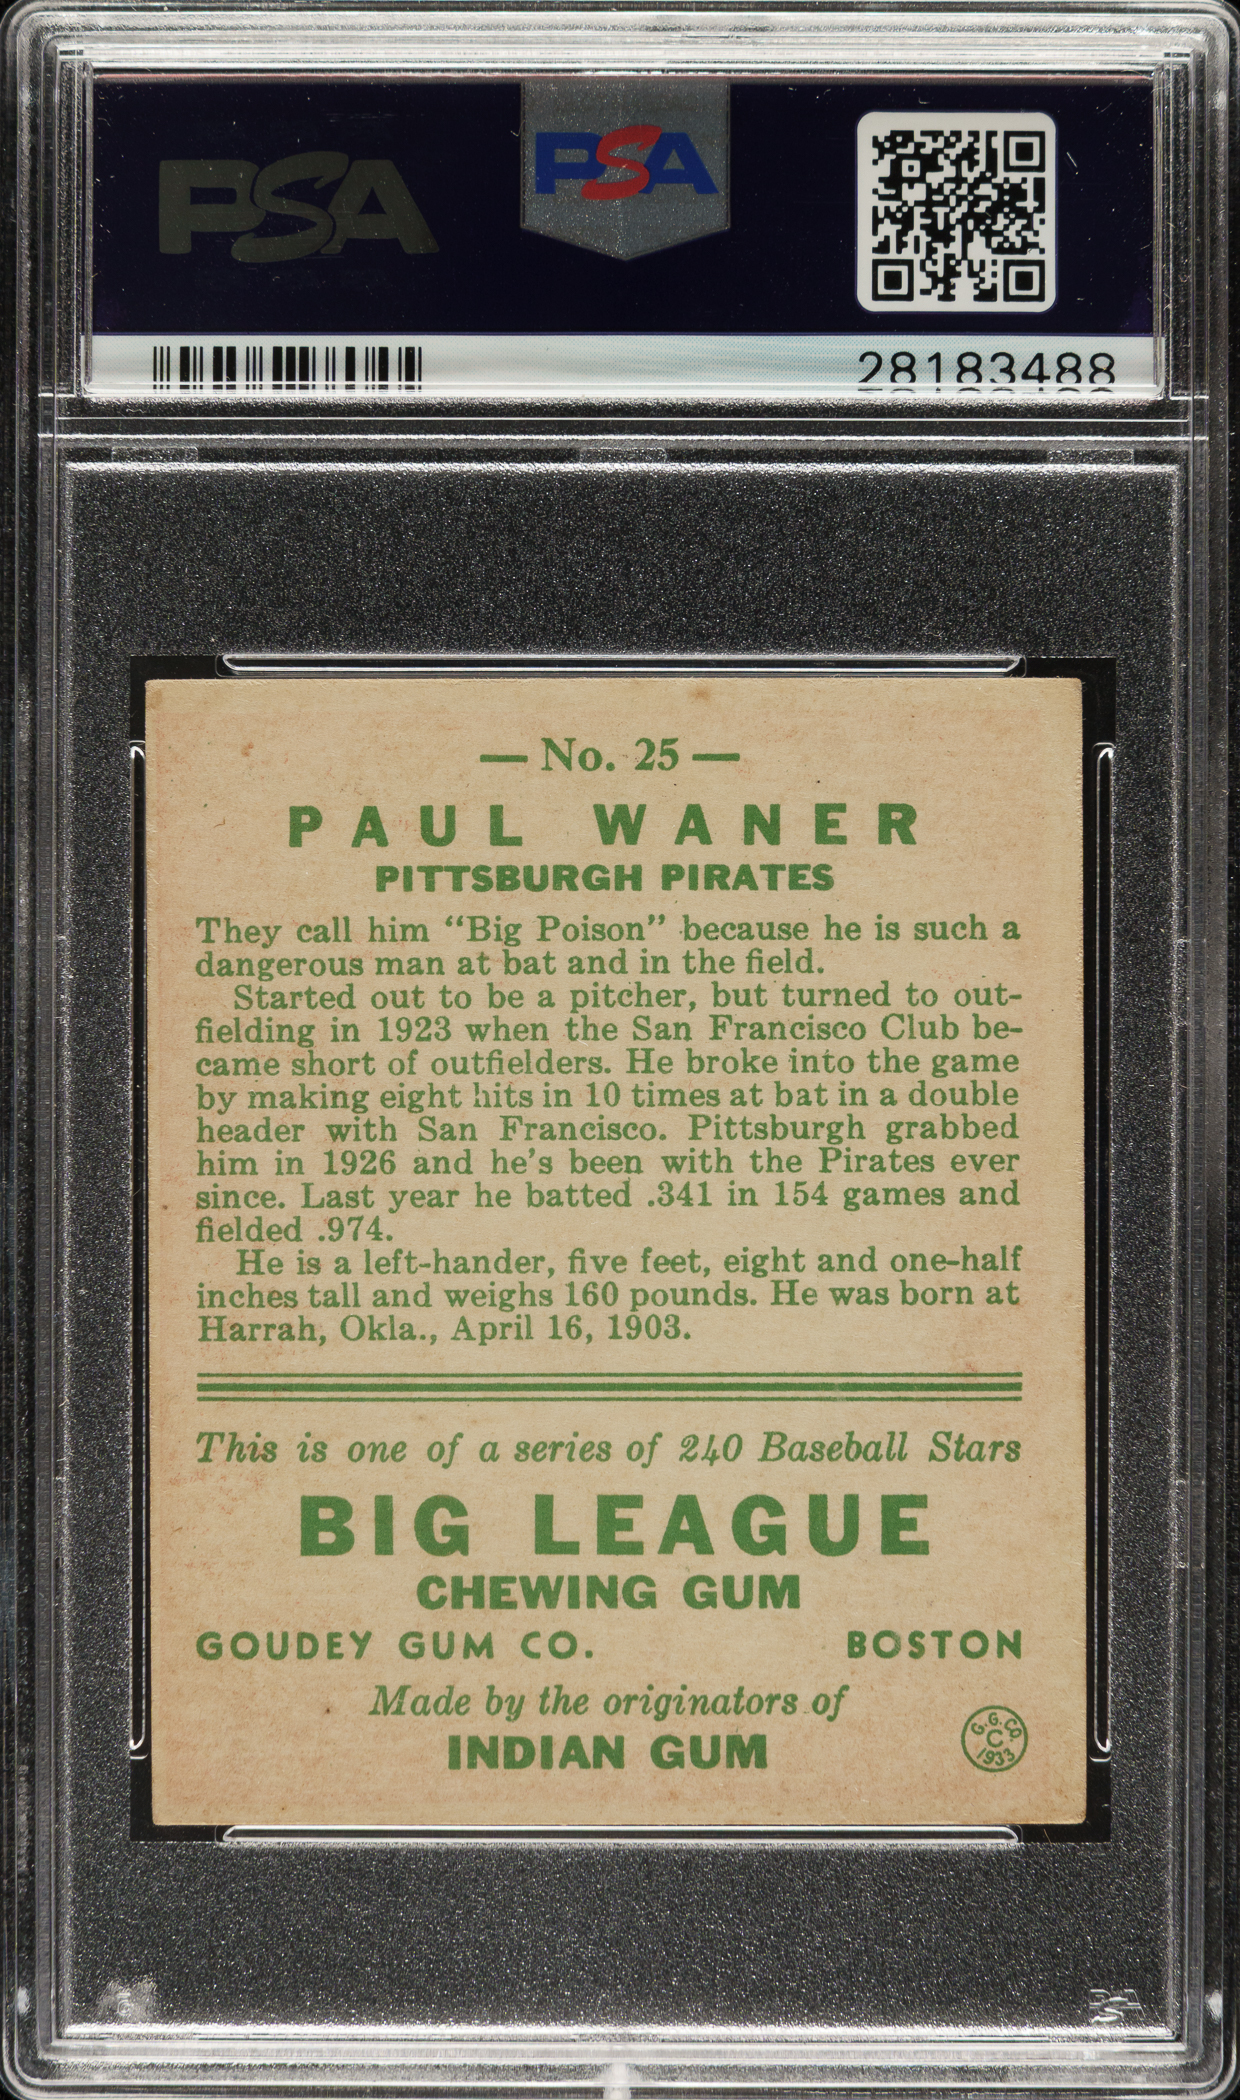 PSA
PSA
28183488
— No. 25 —
PAUL WANER
PITTSBURGH PIRATES
They call him “Big Poison” because he is such a
dangerous man at bat and in the field.
Started out to be a pitcher, but turned to out-
fielding in 1923 when the San Francisco Club be-
came short of outfielders. He broke into the game
by making eight hits in 10 times at bat in a double
header with San Francisco. Pittsburgh grabbed
him in 1926 and he's been with the Pirates ever
since. Last year he batted .341 in 154 games and
fielded .974.
He is a left-hander, five feet, eight and one-half
inches tall and weighs 160 pounds. He was born at
Harrah, Okla., April 16, 1903.
This is one of a series of 240 Baseball Stars
BIG LEAGUE
CHEWING GUM
GOUDEY GUM CO. BOSTON
Made by the originators of
INDIAN GUM
G.G.CO.
C
1933